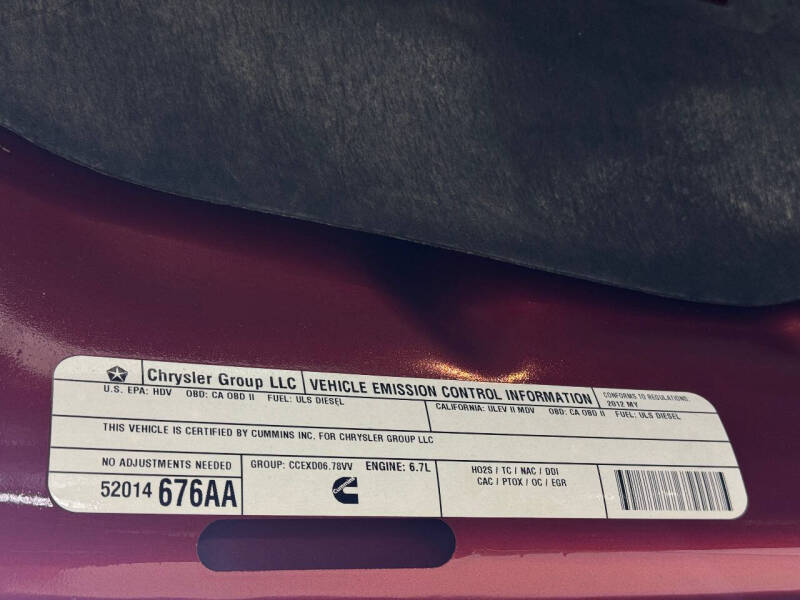 Chrysler Group LLC
VEHICLE EMISSION CONTROL INFORMATION
CONFORMS TO REGULATIONS:
2012 MY
U.S. EPA: HDV OBD: CA OBD II FUEL: ULS DIESEL
CALIFORNIA: ULEV II MDV OBD: CA OBD II FUEL: ULS DIESEL
THIS VEHICLE IS CERTIFIED BY CUMMINS INC. FOR CHRYSLER GROUP LLC
NO ADJUSTMENTS NEEDED
52014 676AA
GROUP: CCEXD06.78VV ENGINE: 6.7L
Cummins
HO2S / TC / NAC / DDI
CAC / PTOX / OC / EGR